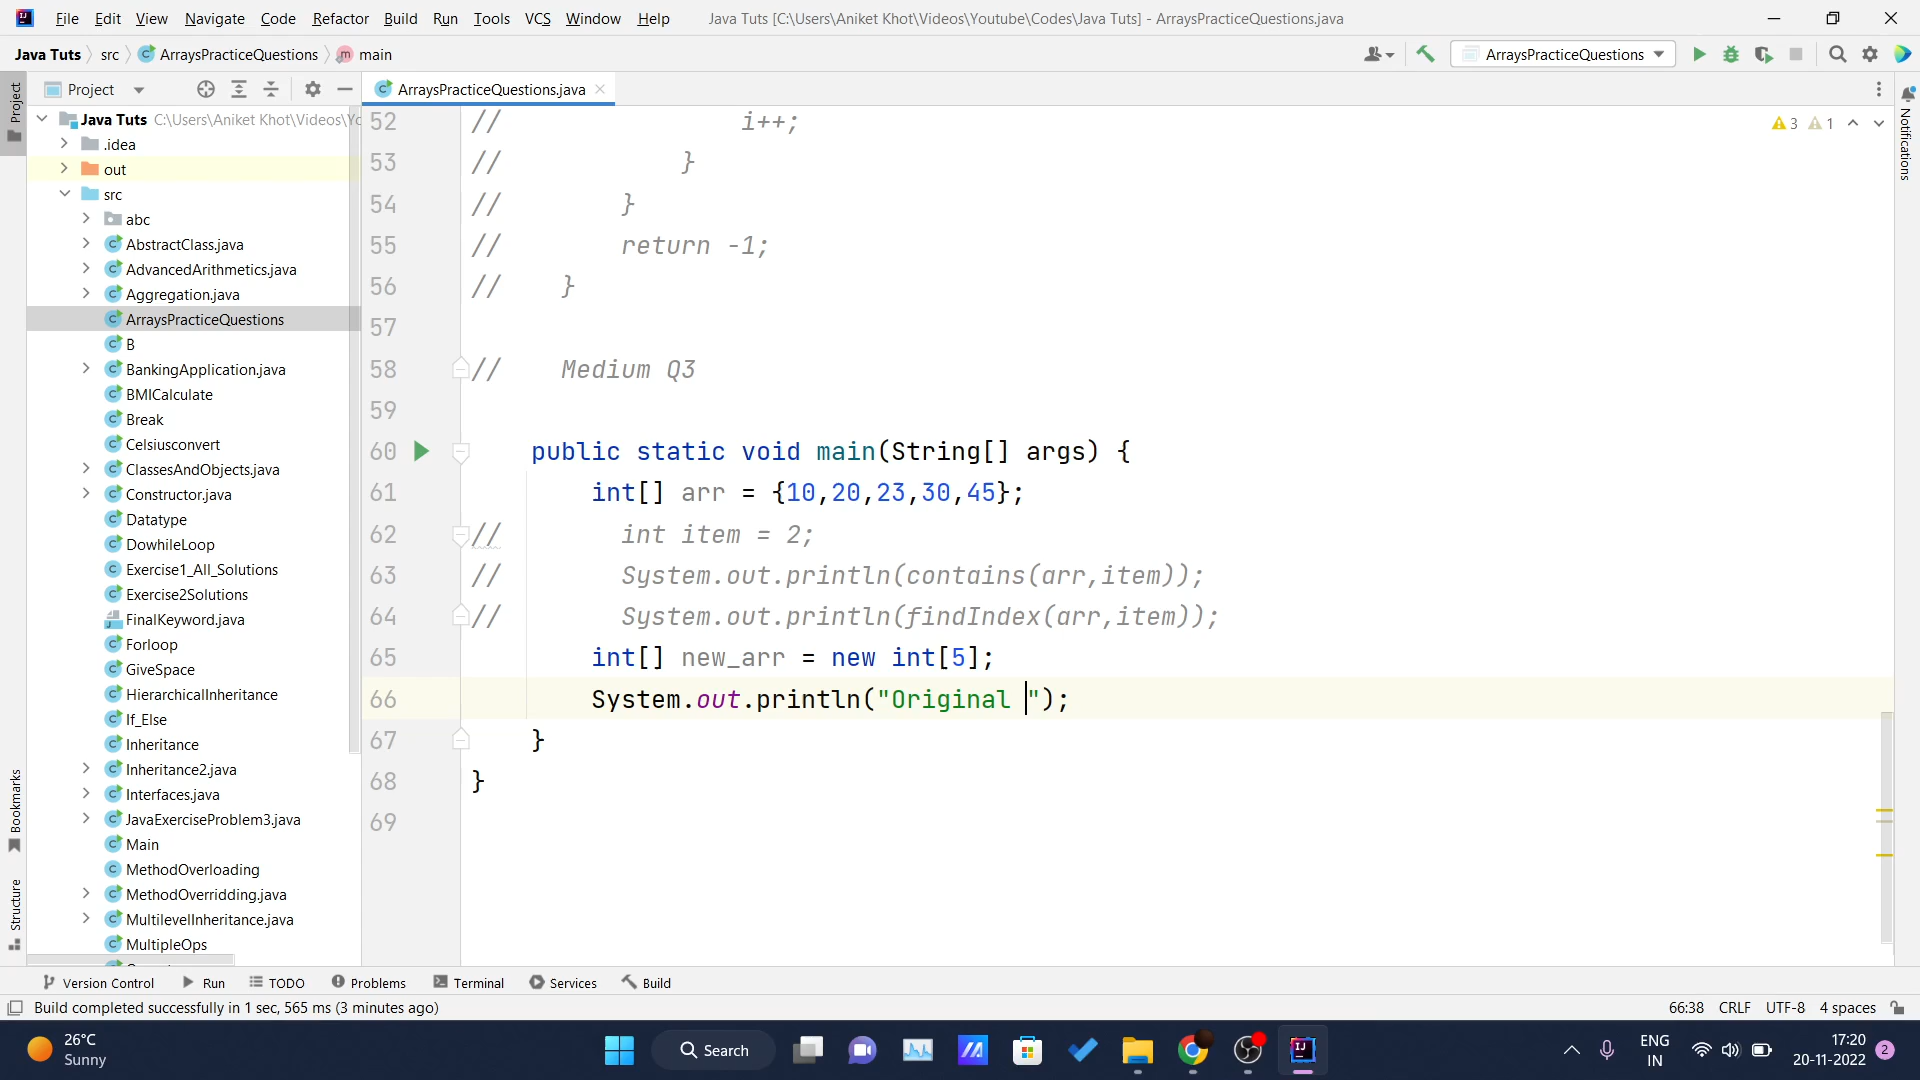 File Edit View Navigate Code Refactor Build Run Tools VCS Window Help Java Tuts [C:\Users\Aniket Khot\Videos\Youtube\Codes\Java Tuts] - ArraysPracticeQuestions.java
Java Tuts src ArraysPracticeQuestions main ArraysPracticeQuestions
Project ArraysPracticeQuestions.java
Project
Java Tuts C:\Users\Aniket Khot\Videos\Yo
.idea
out
src
abc
AbstractClass.java
AdvancedArithmetics.java
Aggregation.java
ArraysPracticeQuestions
B
BankingApplication.java
BMICalculate
Break
Celsiusconvert
ClassesAndObjects.java
Constructor.java
Datatype
DowhileLoop
Exercise1_All_Solutions
Exercise2Solutions
FinalKeyword.java
Forloop
GiveSpace
HierarchicalInheritance
If_Else
Inheritance
Inheritance2.java
Interfaces.java
JavaExerciseProblem3.java
Main
MethodOverloading
MethodOverridding.java
MultilevelInheritance.java
MultipleOps
Bookmarks
Structure
52 // i++;
53 // }
54 // }
55 // return -1;
56 // }
57
58 // Medium Q3
59
60 public static void main(String[] args) {
61 int[] arr = {10,20,23,30,45};
62 // int item = 2;
63 // System.out.println(contains(arr,item));
64 // System.out.println(findIndex(arr,item));
65 int[] new_arr = new int[5];
66 System.out.println("Original ");
67 }
68 }
69
3 1
Notifications
Version Control Run TODO Problems Terminal Services Build
Build completed successfully in 1 sec, 565 ms (3 minutes ago) 66:38 CRLF UTF-8 4 spaces
26°C
Sunny
Search
ENG
IN
17:20
20-11-2022
2